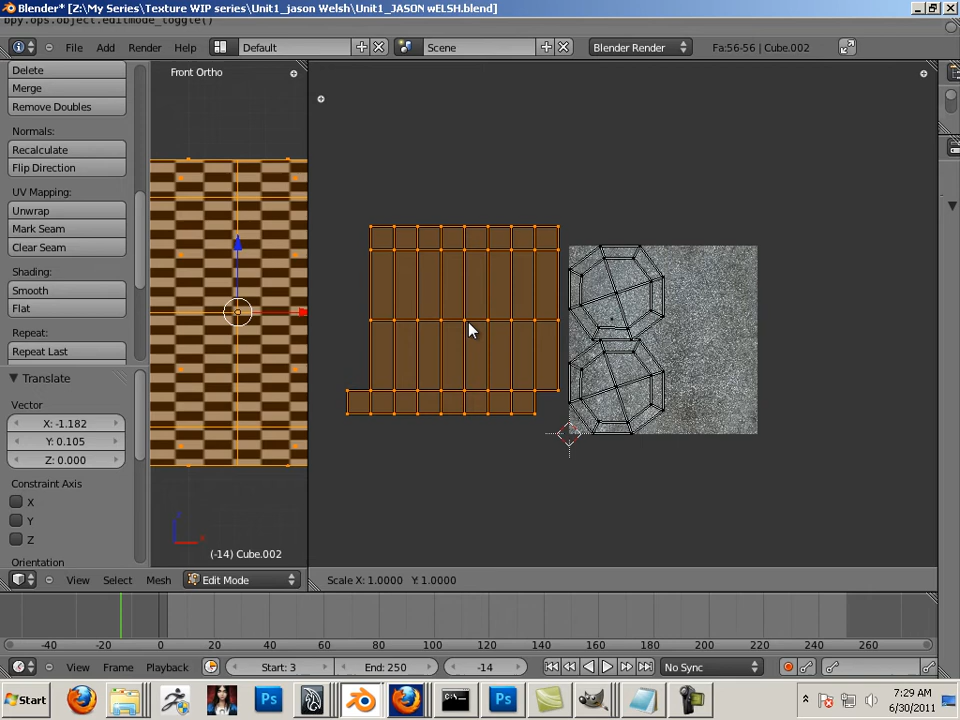 Blender* [Z:\My Series\Texture WIP series\Unit1_jason Welsh\Unit1_JASON wELSH.blend]
bpy.ops.object.editmode_toggle()
File Add Render Help Default Scene Blender Render Fa:56-56 | Cube.002
Delete
Merge
Remove Doubles
Normals:
Recalculate
Flip Direction
UV Mapping:
Unwrap
Mark Seam
Clear Seam
Shading:
Smooth
Flat
Repeat:
Repeat Last
Translate
Vector
X: -1.182
Y: 0.105
Z: 0.000
Constraint Axis
X
Y
Z
Orientation
Front Ortho
(-14) Cube.002
View Select Mesh Edit Mode
Scale X: 1.0000 Y: 1.0000
-40 -20 0 20 40 60 80 100 120 140 160 180 200 220 240 260
View Frame Playback Start: 3 End: 250 -14 No Sync
Start Ps Ps 7:29 AM
6/30/2011